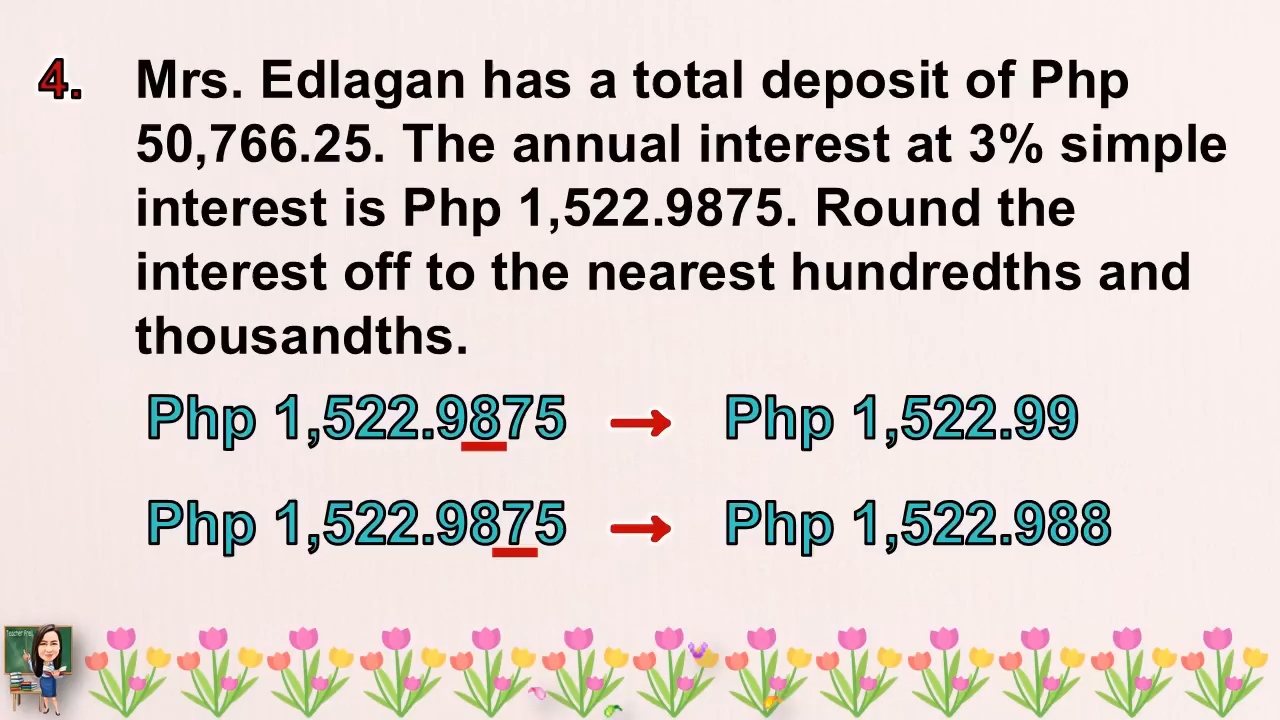 4. Mrs. Edlagan has a total deposit of Php
50,766.25. The annual interest at 3% simple
interest is Php 1,522.9875. Round the
interest off to the nearest hundredths and
thousandths.
Php 1,522.9875 → Php 1,522.99
Php 1,522.9875 → Php 1,522.988